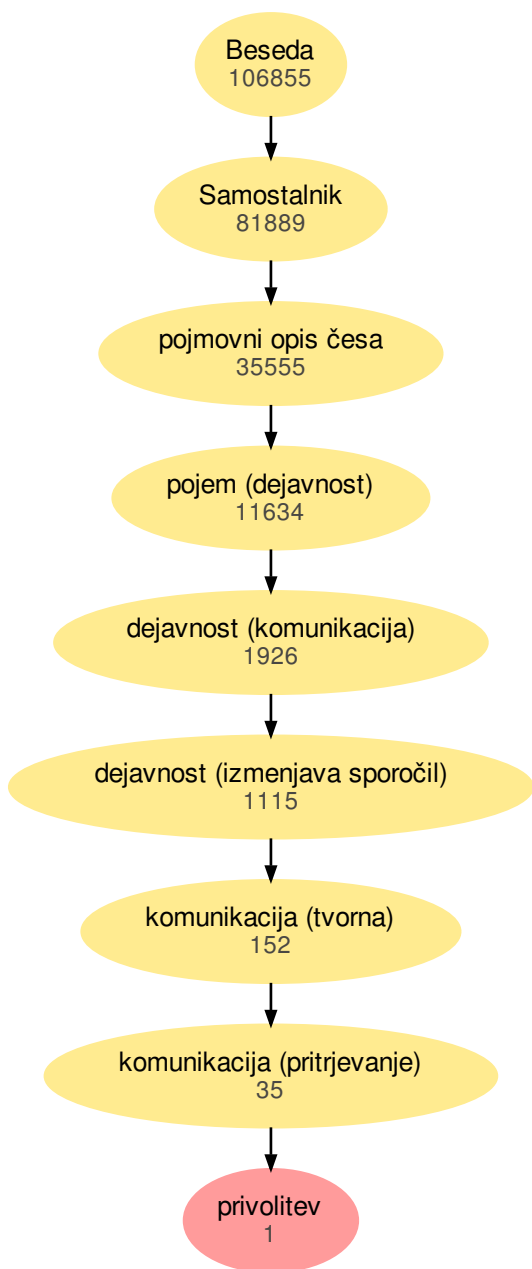 Beseda
106855
Samostalnik
81889
pojmovni opis česa
35555
pojem (dejavnost)
11634
dejavnost (komunikacija)
1926
dejavnost (izmenjava sporočil)
1115
komunikacija (tvorna)
152
komunikacija (pritrjevanje)
35
privolitev
1